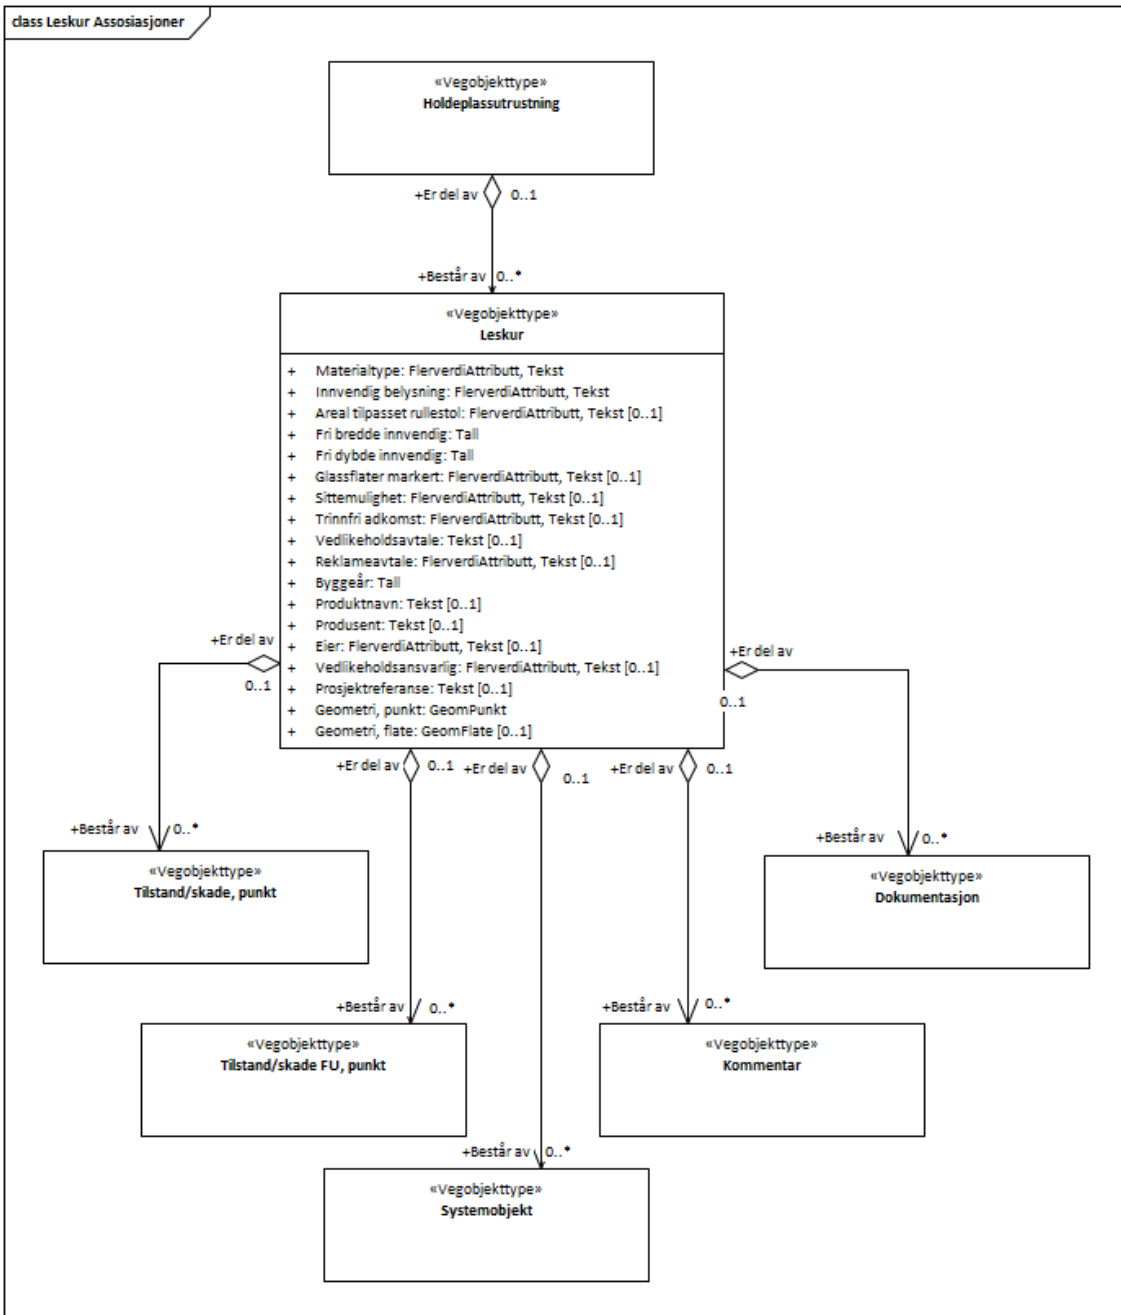 class Leskur Assosiasjoner
«Vegobjekttype»
Holdeplassutrustning
+Er del av 0..1
+Består av 0..*
«Vegobjekttype»
Leskur
+ Materialtype: FlerverdiAttributt, Tekst
+ Innvendig belysning: FlerverdiAttributt, Tekst
+ Areal tilpasset rullestol: FlerverdiAttributt, Tekst [0..1]
+ Fri bredde innvendig: Tall
+ Fri dybde innvendig: Tall
+ Glassflater markert: FlerverdiAttributt, Tekst [0..1]
+ Sittemulighet: FlerverdiAttributt, Tekst [0..1]
+ Trinnfri adkomst: FlerverdiAttributt, Tekst [0..1]
+ Vedlikeholdsavtale: Tekst [0..1]
+ Reklameavtale: FlerverdiAttributt, Tekst [0..1]
+ Byggeår: Tall
+ Produktnavn: Tekst [0..1]
+ Produsent: Tekst [0..1]
+ Eier: FlerverdiAttributt, Tekst [0..1]
+ Vedlikeholdsansvarlig: FlerverdiAttributt, Tekst [0..1]
+ Prosjektreferanse: Tekst [0..1]
+ Geometri, punkt: GeomPunkt
+ Geometri, flate: GeomFlate [0..1]
+Er del av
0..1
+Er del av
0..1
+Er del av 0..1
+Er del av 0..1
+Er del av 0..1
+Består av 0..*
«Vegobjekttype»
Tilstand/skade, punkt
+Består av 0..*
«Vegobjekttype»
Dokumentasjon
+Består av 0..*
«Vegobjekttype»
Tilstand/skade FU, punkt
+Består av 0..*
«Vegobjekttype»
Kommentar
+Består av 0..*
«Vegobjekttype»
Systemobjekt